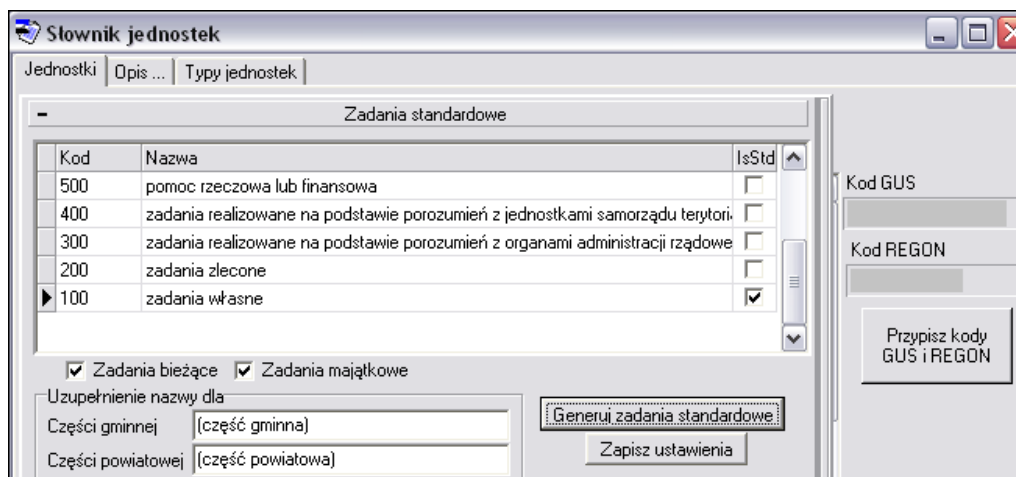 Słownik jednostek
Jednostki Opis ... Typy jednostek
Zadania standardowe
Kod Nazwa IsStd
500 pomoc rzeczowa lub finansowa
400 zadania realizowane na podstawie porozumień z jednostkami samorządu terytori
300 zadania realizowane na podstawie porozumień z organami administracji rządowe
200 zadania zlecone
100 zadania własne
Zadania bieżące Zadania majątkowe
Uzupełnienie nazwy dla
Części gminnej (część gminna)
Części powiatowej (część powiatowa)
Generuj zadania standardowe
Zapisz ustawienia
Kod GUS
Kod REGON
Przypisz kody
GUS i REGON